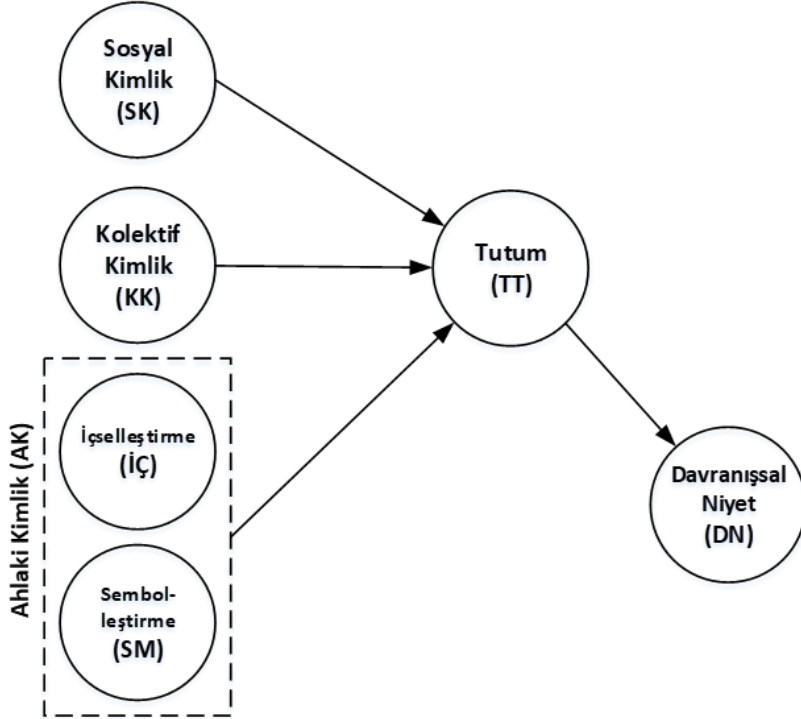 Sosyal
Kimlik
(SK)
Kolektif
Kimlik
(KK)
Tutum
(TT)
Ahlaki Kimlik (AK)
İçselleştirme
(İÇ)
Sembol-
leştirme
(SM)
Davranışsal
Niyet
(DN)